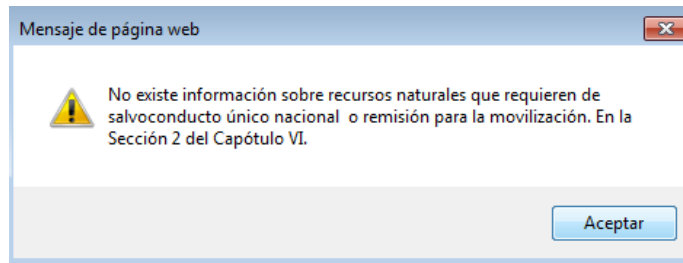 Mensaje de página web
No existe información sobre recursos naturales que requieren de
salvoconducto único nacional  o remisión para la movilización. En la
Sección 2 del Capótulo VI.
Aceptar